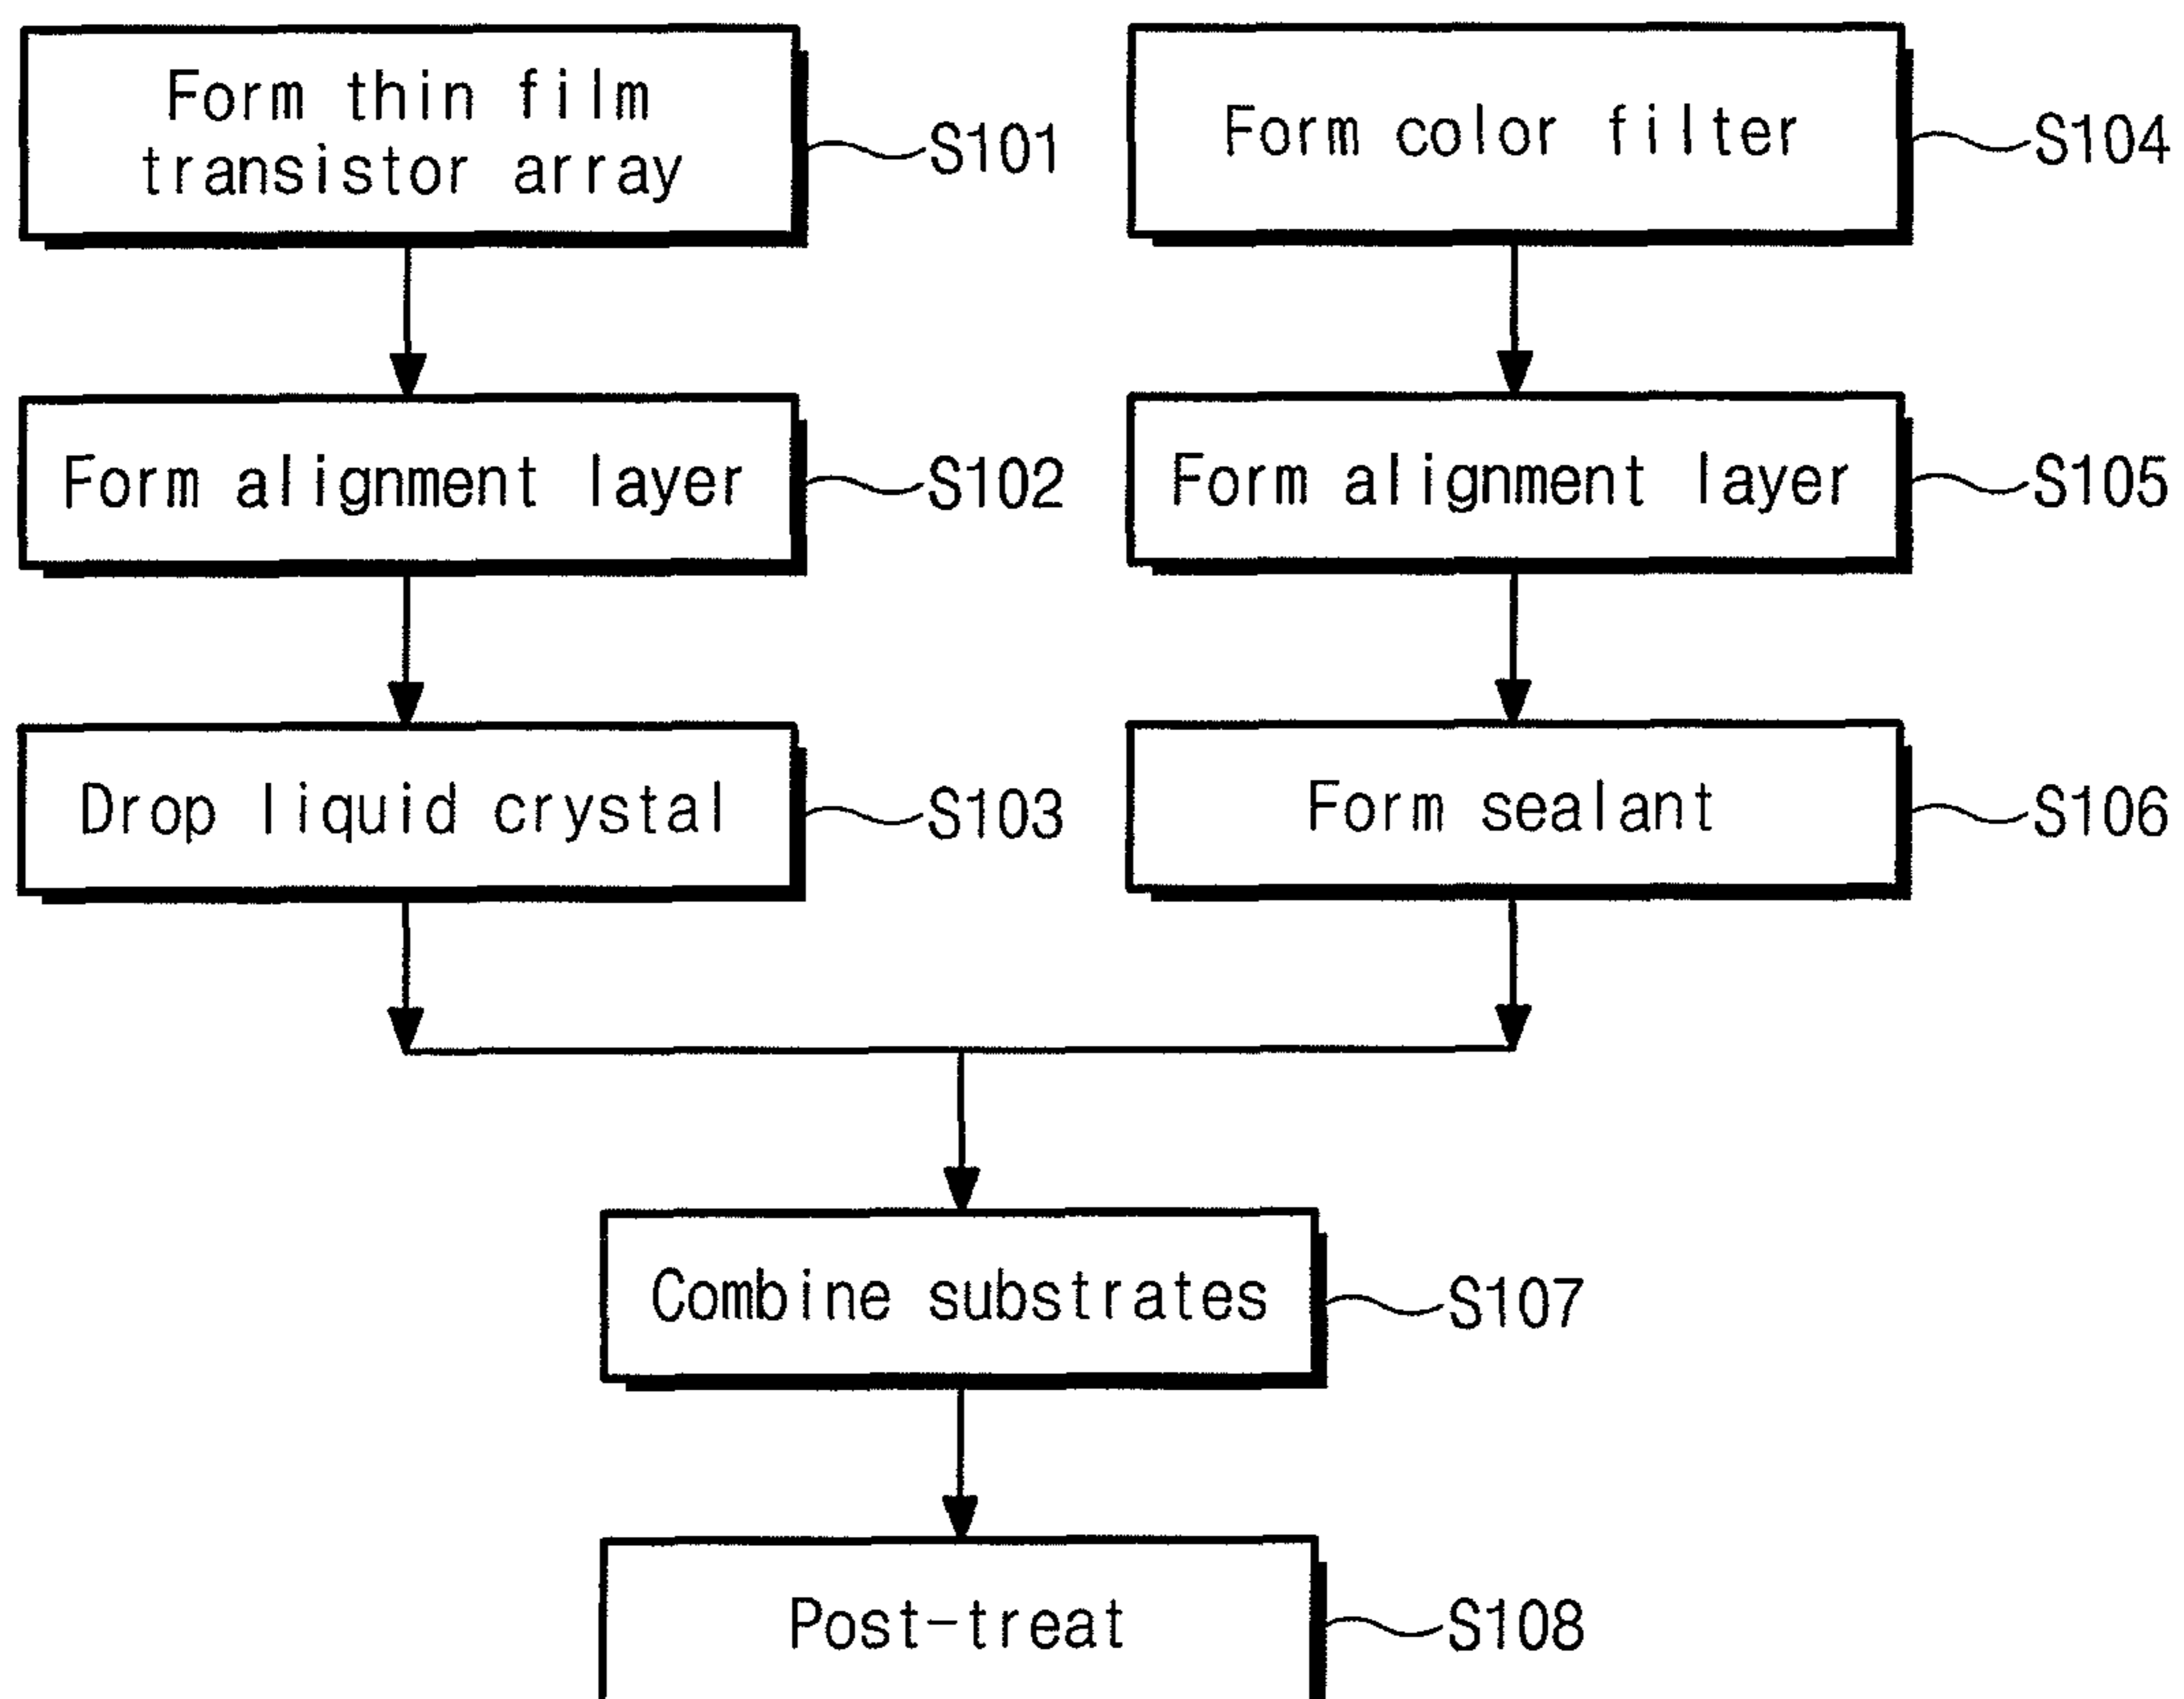 Form thin film
transistor array
S101
Form alignment layer
S102
Drop liquid crystal
S103
Form color filter
S104
Form alignment layer
S105
Form sealant
S106
Combine substrates
S107
Post-treat
S108